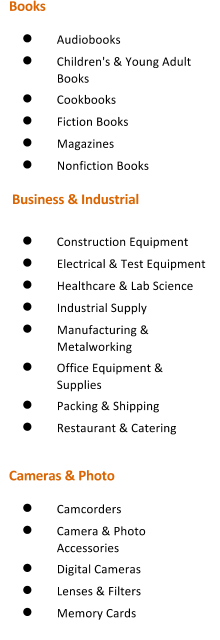 Books
● Audiobooks
● Children's & Young Adult
Books
● Cookbooks
● Fiction Books
● Magazines
● Nonfiction Books
Business & Industrial
● Construction Equipment
● Electrical & Test Equipment
● Healthcare & Lab Science
● Industrial Supply
● Manufacturing &
Metalworking
● Office Equipment &
Supplies
● Packing & Shipping
● Restaurant & Catering
Cameras & Photo
● Camcorders
● Camera & Photo
Accessories
● Digital Cameras
● Lenses & Filters
● Memory Cards